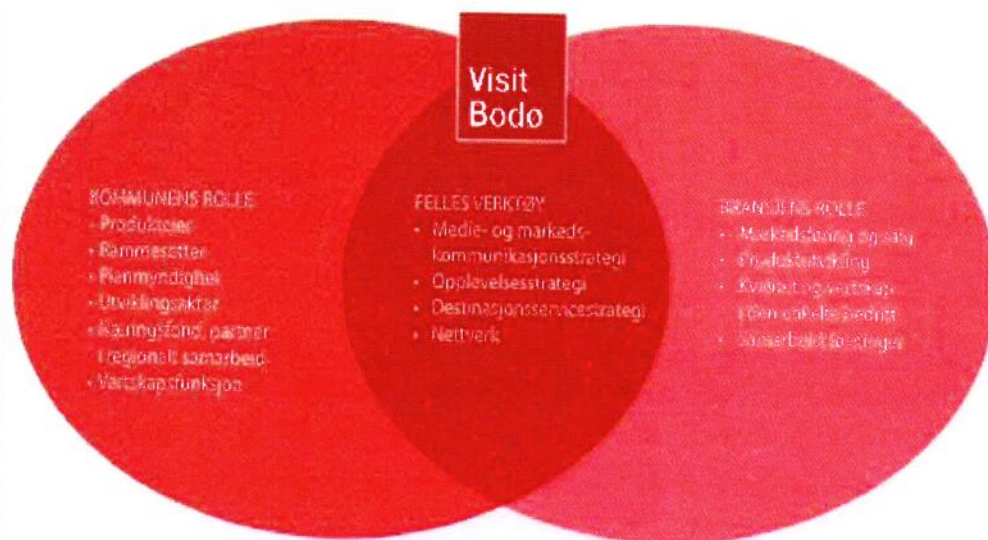 Visit
Bodø
KOMMUNENS ROLLE
- Produkteier
- Rammesetter
- Planmyndighet
- Utviklingsaktør
- Næringsfond, partner
i regionalt samarbeid
- Vertskapsfunksjon
FELLES VERKTØY
• Medie- og markeds-
kommunikasjonsstrategi
• Opplevelsesstrategi
• Destinasjonsservicestrategi
• Nettverk
BRANSJENS ROLLE
• Markedsføring og salg
• Produktutvikling
• Kvalitet og vertskap
i den enkelte bedrift